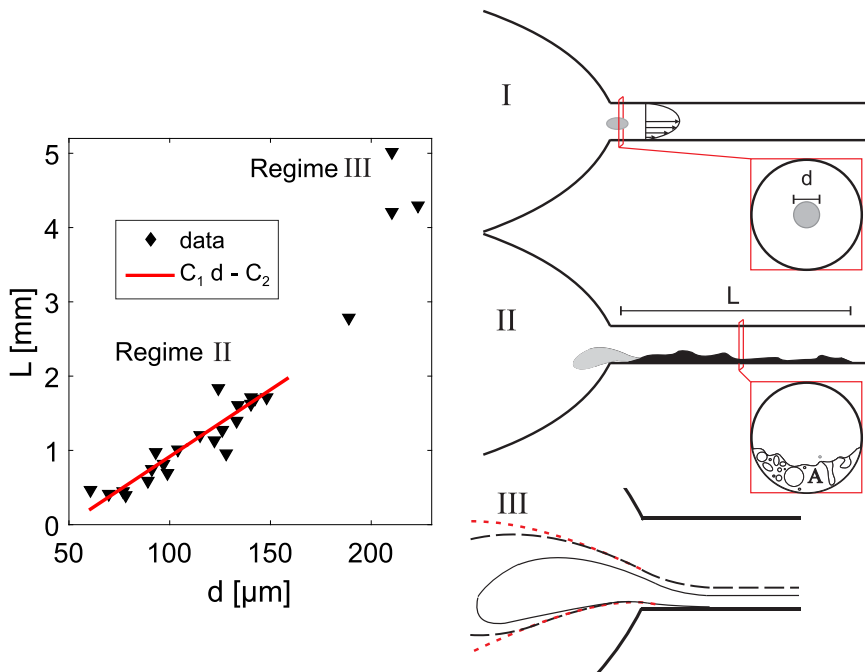 Regime III
data
C₁ d - C₂
Regime II
L [mm]
5
4
3
2
1
0
50
100
150
200
d [µm]
I
d
L
II
A
III